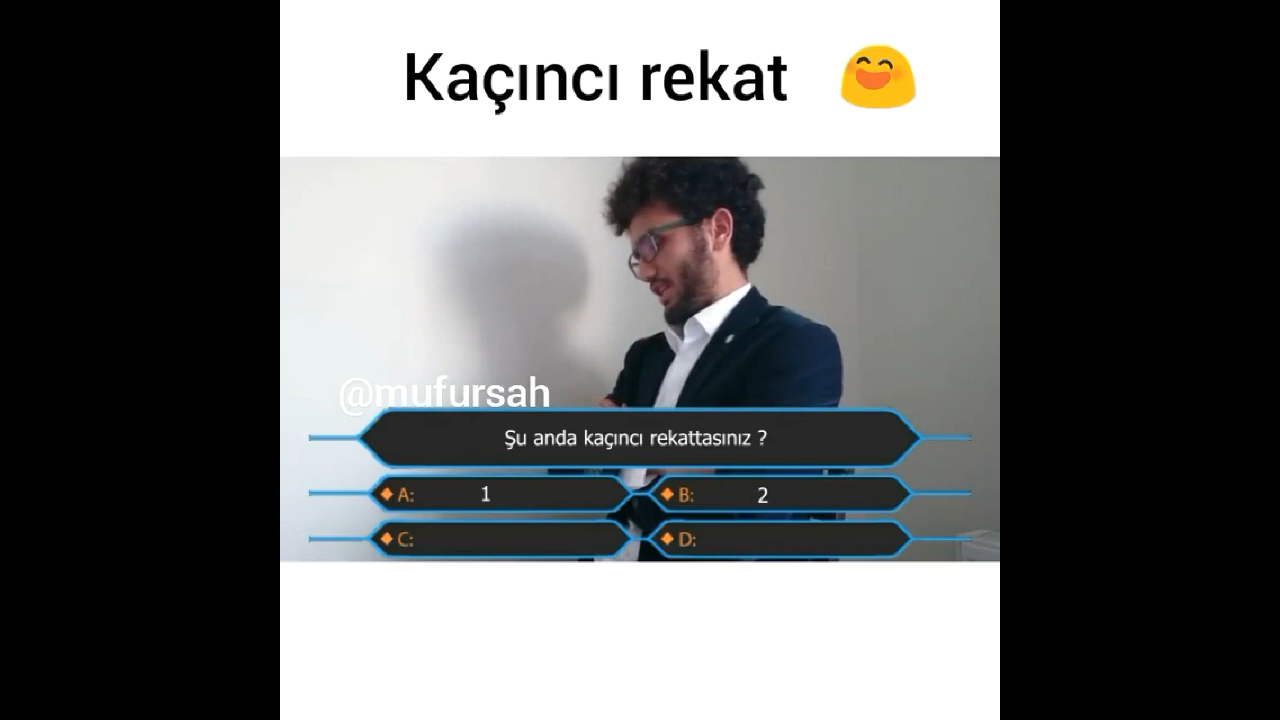 Kaçıncı rekat
@mufursah
Şu anda kaçıncı rekattasınız ?
A: 1
B: 2
C:
D: